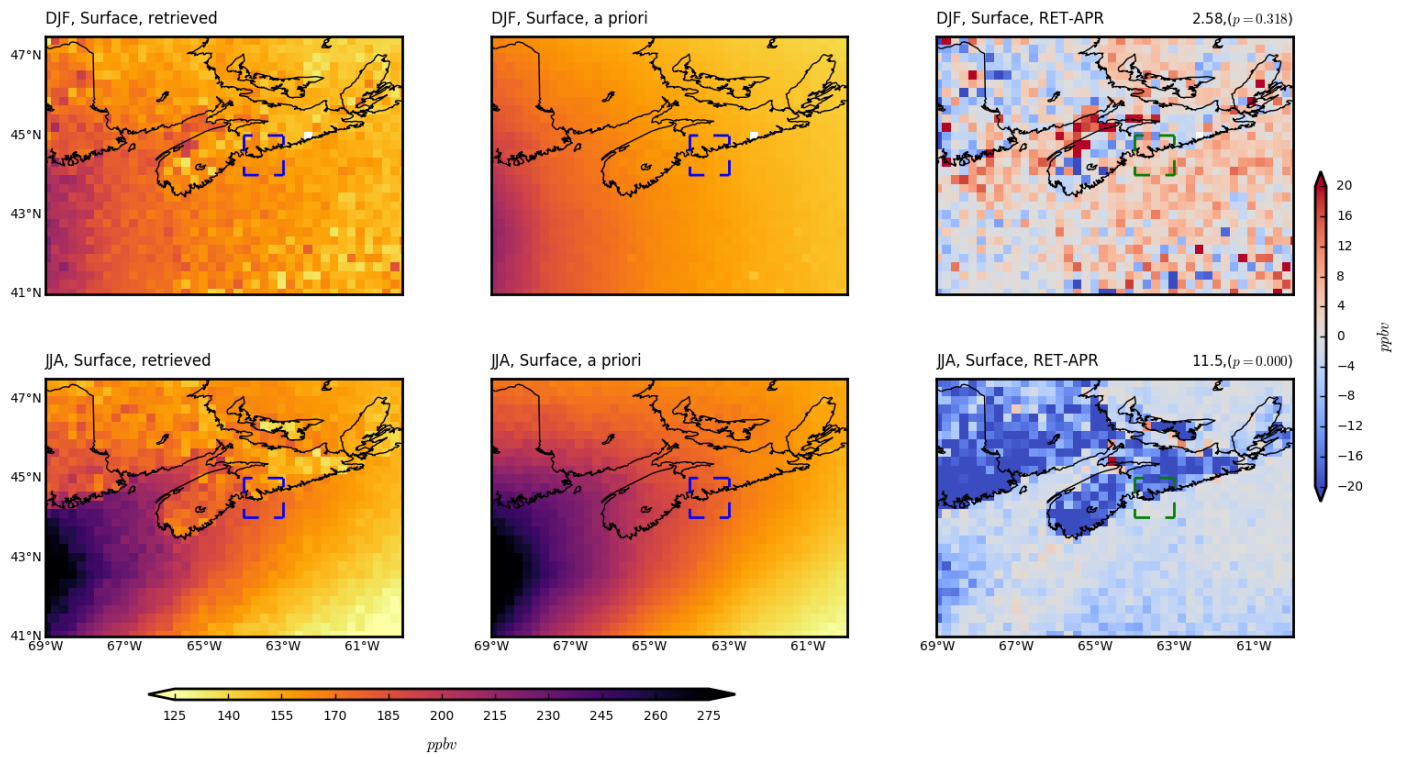 DJF, Surface, retrieved
DJF, Surface, a priori
DJF, Surface, RET-APR 2.58,(p = 0.318)
47°N
45°N
43°N
41°N
20
16
12
8
4
0
−4
−8
−12
−16
−20
ppbv
JJA, Surface, retrieved
JJA, Surface, a priori
JJA, Surface, RET-APR 11.5,(p = 0.000)
47°N
45°N
43°N
41°N
69°W 67°W 65°W 63°W 61°W
69°W 67°W 65°W 63°W 61°W
69°W 67°W 65°W 63°W 61°W
125 140 155 170 185 200 215 230 245 260 275
ppbv